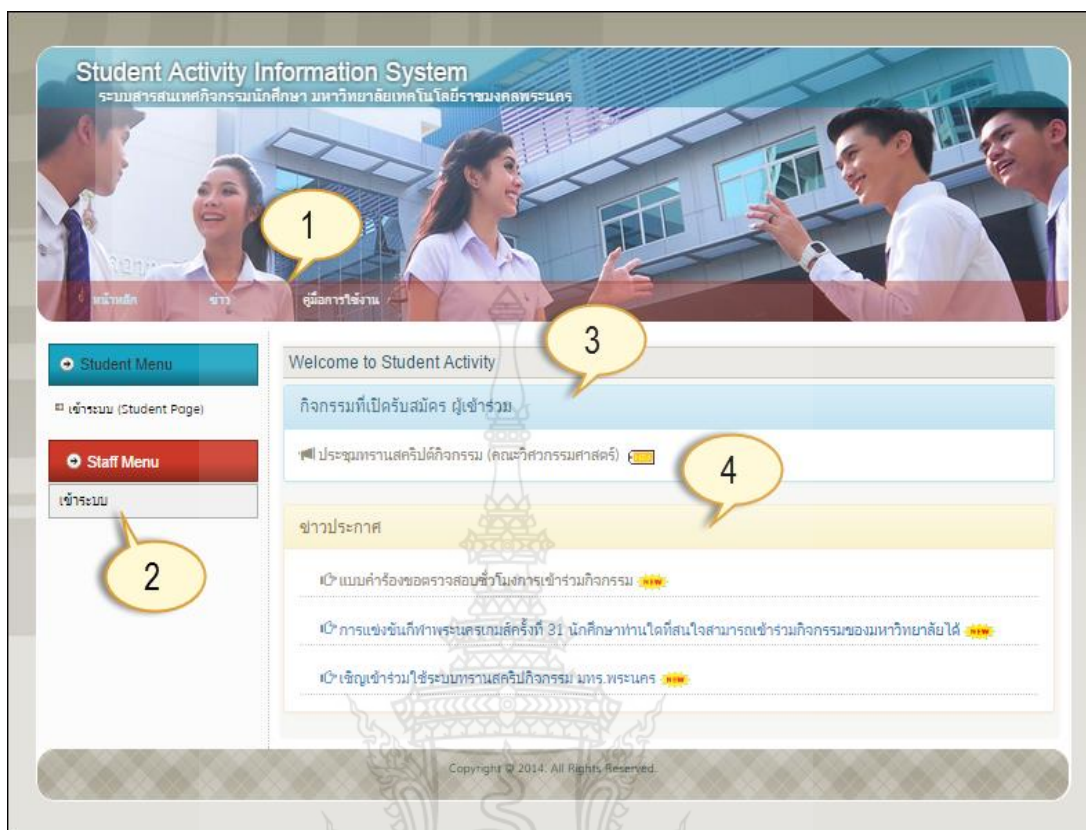 Student Activity Information System
ระบบสารสนเทศกิจกรรมนักศึกษา มหาวิทยาลัยเทคโนโลยีราชมงคลพระนคร
1
หน้าหลัก ข่าว คู่มือการใช้งาน
3
Student Menu
เข้าระบบ (Student Page)
Staff Menu
เข้าระบบ
2
Welcome to Student Activity
กิจกรรมที่เปิดรับสมัคร ผู้เข้าร่วม
ประชุมทรานสคริปต์กิจกรรม (คณะวิศวกรรมศาสตร์)
4
ข่าวประกาศ
แบบคำร้องขอตรวจสอบชั่วโมงการเข้าร่วมกิจกรรม NEW
การแข่งขันกีฬาพระนครเกมส์ครั้งที่ 31 นักศึกษาท่านใดที่สนใจสามารถเข้าร่วมกิจกรรมของมหาวิทยาลัยได้ NEW
เชิญเข้าร่วมใช้ระบบทรานสคริปกิจกรรม มทร.พระนคร NEW
Copyright © 2014. All Rights Reserved.